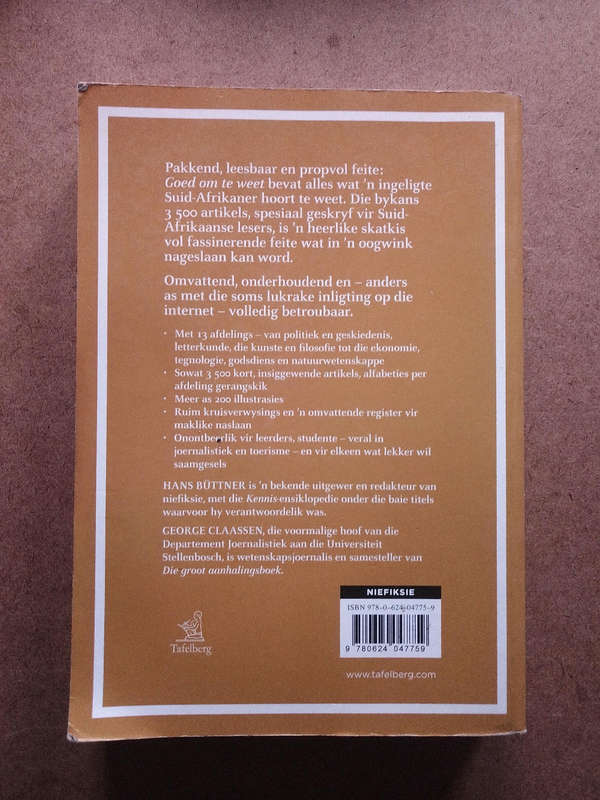 Pakkend, leesbaar en propvol feite:
Goed om te weet bevat alles wat 'n ingeligte
Suid-Afrikaner hoort te weet. Die bykans
3 500 artikels, spesiaal geskryf vir Suid-
Afrikaanse lesers, is 'n heerlike skatkis
vol fassinerende feite wat in 'n oogwink
nageslaan kan word.
Omvattend, onderhoudend en – anders
as met die soms lukrake inligting op die
internet – volledig betroubaar.
• Met 13 afdelings – van politiek en geskiedenis,
letterkunde, die kunste en filosofie tot die ekonomie,
tegnologie, godsdiens en natuurwetenskappe
• Sowat 3 500 kort, insiggewende artikels, alfabeties per
afdeling gerangskik
• Meer as 200 illustrasies
• Ruim kruisverwysings en 'n omvattende register vir
maklike naslaan
• Onontbeerlik vir leerders, studente – veral in
joernalistiek en toerisme – en vir elkeen wat lekker wil
saamgesels
HANS BÜTTNER is 'n bekende uitgewer en redakteur van
niefiksie, met die Kennis-ensiklopedie onder die baie titels
waarvoor hy verantwoordelik was.
GEORGE CLAASSEN, die voormalige hoof van die
Departement Joernalistiek aan die Universiteit
Stellenbosch, is wetenskapsjoernalis en samesteller van
Die groot aanhalingsboek.
NIEFIKSIE
ISBN 978-0-624-04775-9
9 780624 047759
Tafelberg
www.tafelberg.com